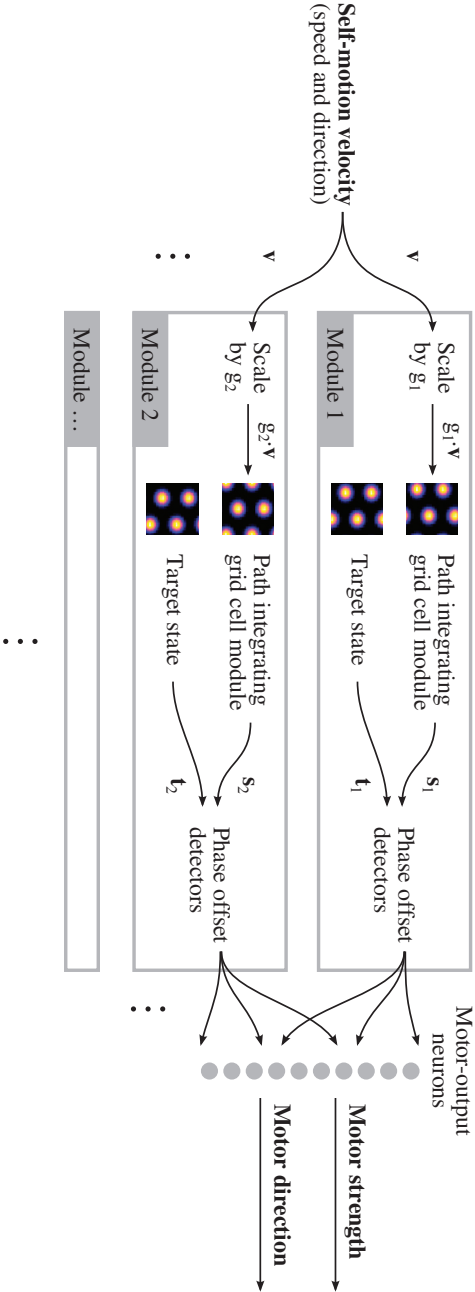 Self-motion velocity
(speed and direction)
v
v
...
Module 1
Scale
by g1
g1·v
Path integrating
grid cell module
Target state
s1
t1
Phase offset
detectors
Module 2
Scale
by g2
g2·v
Path integrating
grid cell module
Target state
s2
t2
Phase offset
detectors
Module ...
...
...
Motor-output
neurons
Motor strength
Motor direction